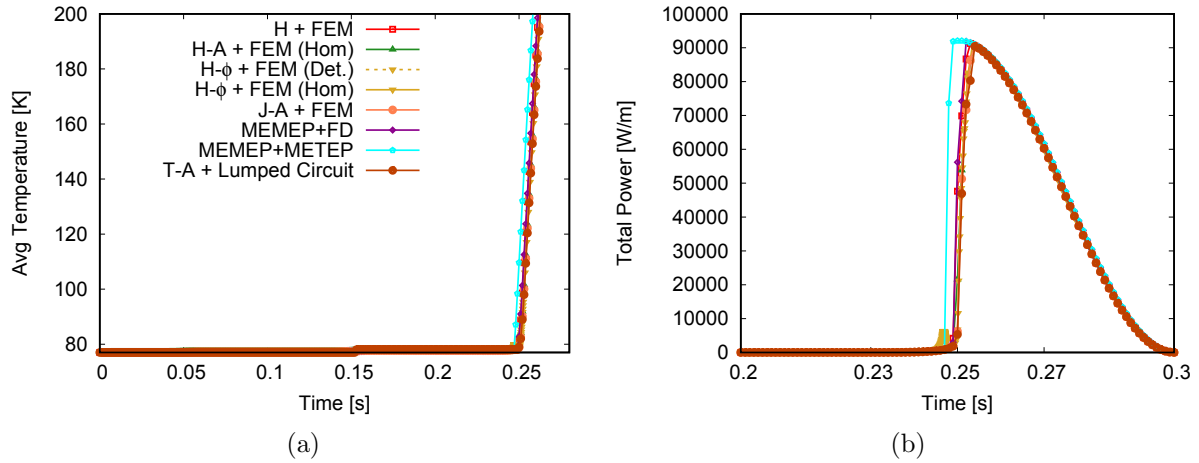 200
180
160
140
120
100
80
Avg Temperature [K]
H + FEM
H-A + FEM (Hom)
H-ϕ + FEM (Det.)
H-ϕ + FEM (Hom)
J-A + FEM
MEMEP+FD
MEMEP+METEP
T-A + Lumped Circuit
0 0.05 0.1 0.15 0.2 0.25
Time [s]
(a)
100000
90000
80000
70000
60000
50000
40000
30000
20000
10000
0
Total Power [W/m]
0.2 0.23 0.25 0.27 0.3
Time [s]
(b)